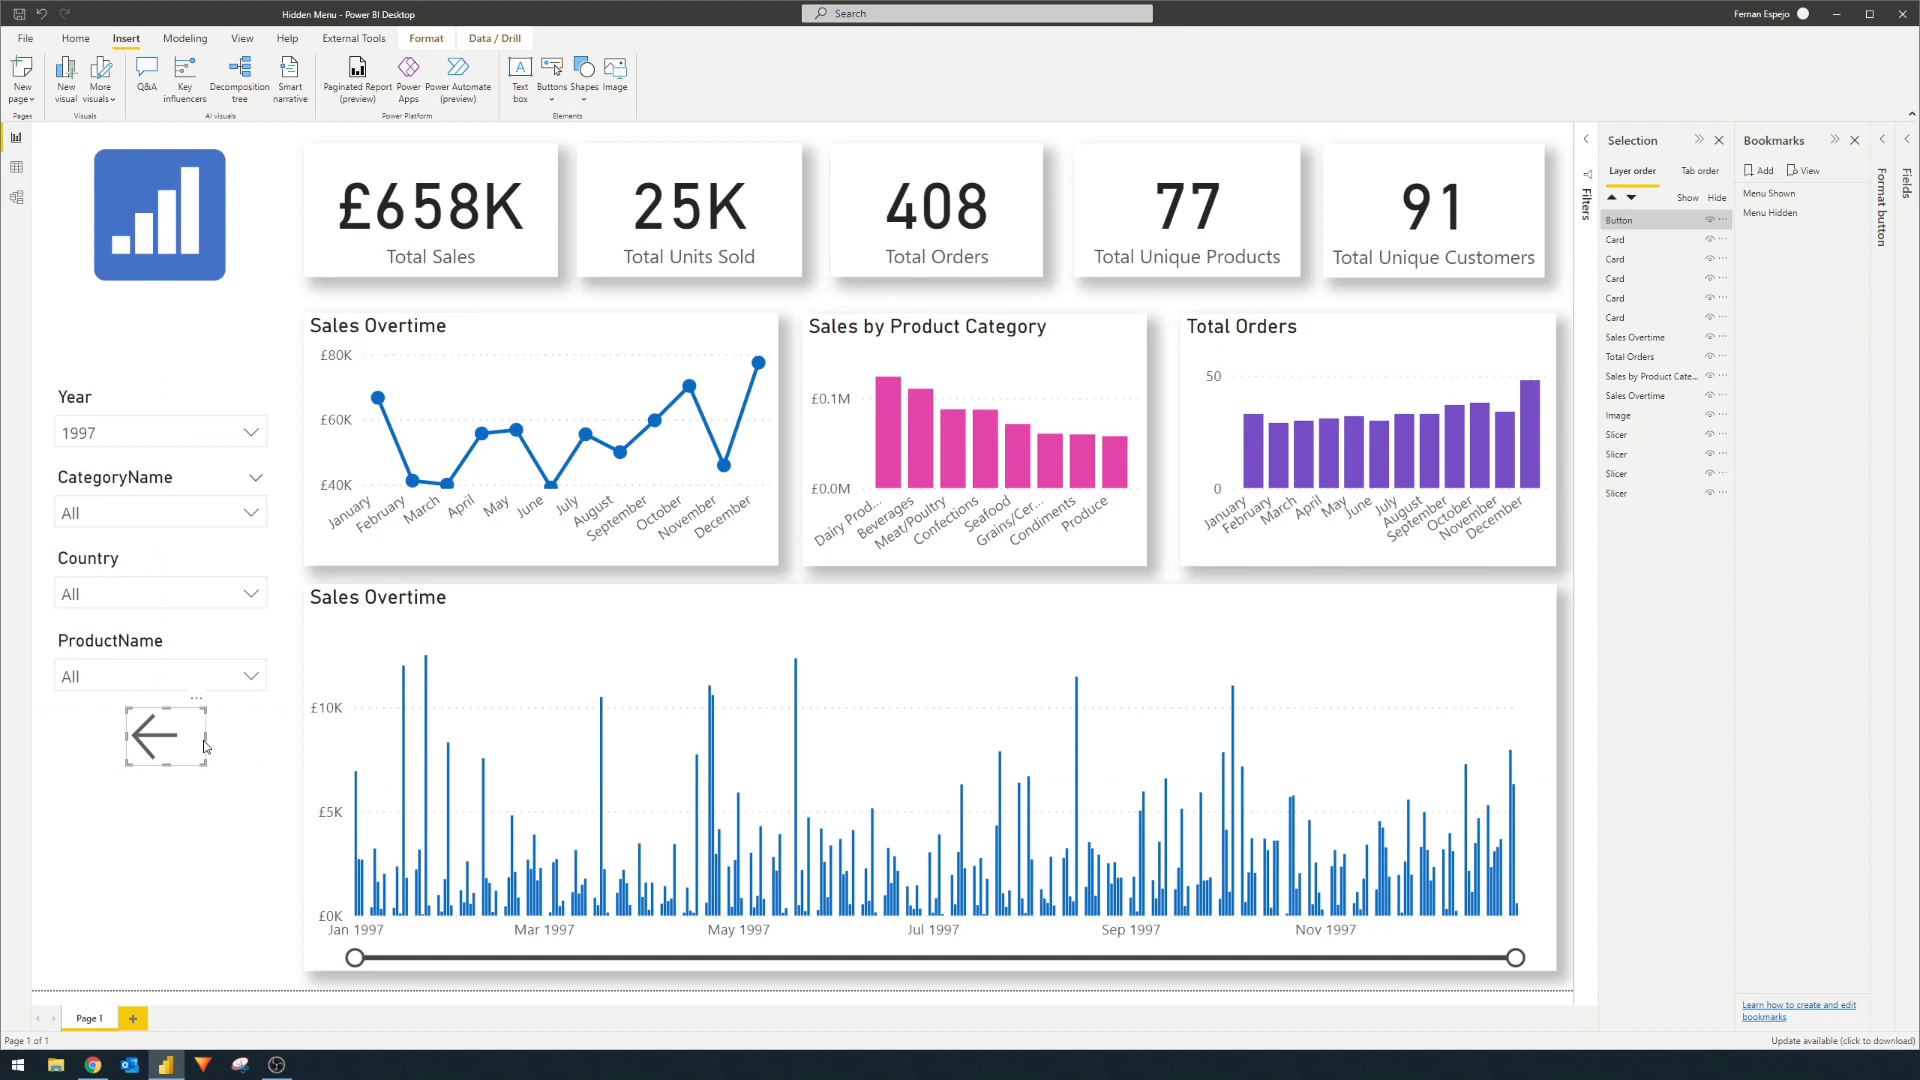 Hidden Menu - Power BI Desktop
Search
Fernan Espejo
File Home Insert Modeling View Help External Tools Format Data / Drill
New page
New visual
More visuals
Q&A
Key influencers
Decomposition tree
Smart narrative
Paginated Report (preview)
Power Apps
Power Automate (preview)
Text box
Buttons
Shapes
Image
Pages
Visuals
AI visuals
Power Platform
Elements
£658K
Total Sales
25K
Total Units Sold
408
Total Orders
77
Total Unique Products
91
Total Unique Customers
Year
1997
CategoryName
All
Country
All
ProductName
All
Sales Overtime
£80K
£60K
£40K
January
February
March
April
May
June
July
August
September
October
November
December
Sales by Product Category
£0.1M
£0.0M
Dairy Prod...
Beverages
Meat/Poultry
Confections
Seafood
Grains/Cer...
Condiments
Produce
Total Orders
50
0
January
February
March
April
May
June
July
August
September
October
November
December
Sales Overtime
£10K
£5K
£0K
Jan 1997
Mar 1997
May 1997
Jul 1997
Sep 1997
Nov 1997
Filters
Selection
Layer order
Tab order
Show Hide
Button
Card
Card
Card
Card
Card
Sales Overtime
Total Orders
Sales by Product Cate...
Sales Overtime
Image
Slicer
Slicer
Slicer
Slicer
Bookmarks
Add View
Menu Shown
Menu Hidden
Learn how to create and edit
bookmarks
Format button
Fields
Page 1
Page 1 of 1
Update available (click to download)